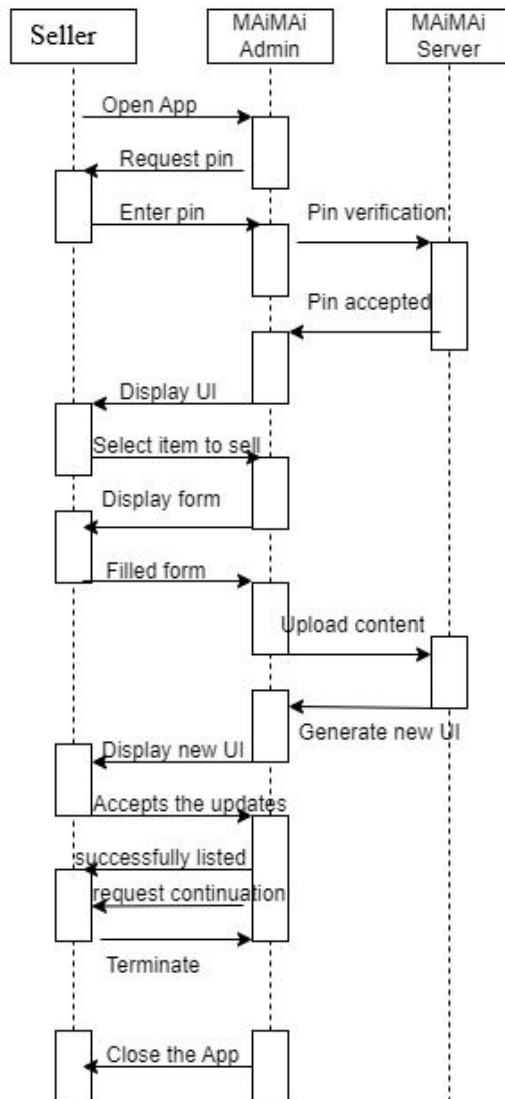 Seller
MAiMAi
Admin
MAiMAi
Server
Open App
Request pin
Enter pin
Pin verification
Pin accepted
Display UI
Select item to sell
Display form
Filled form
Upload content
Generate new UI
Display new UI
Accepts the updates
successfully listed
request continuation
Terminate
Close the App